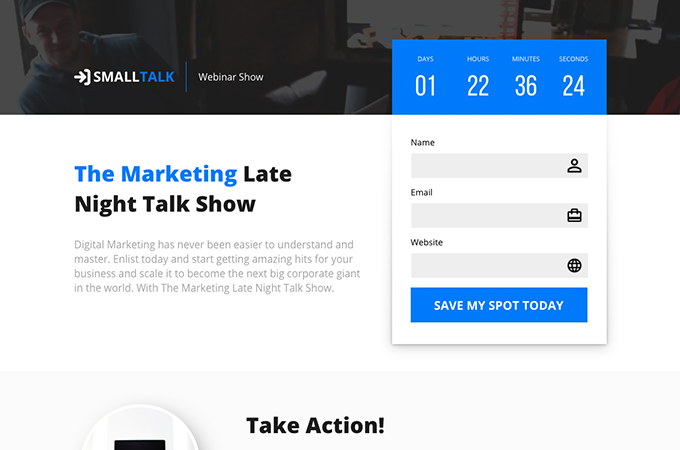 SMALLTALK
Webinar Show
DAYS HOURS MINUTES SECONDS
01 22 36 24
The Marketing Late
Night Talk Show
Digital Marketing has never been easier to understand and
master. Enlist today and start getting amazing hits for your
business and scale it to become the next big corporate giant
in the world. With The Marketing Late Night Talk Show.
Name
Email
Website
SAVE MY SPOT TODAY
Take Action!